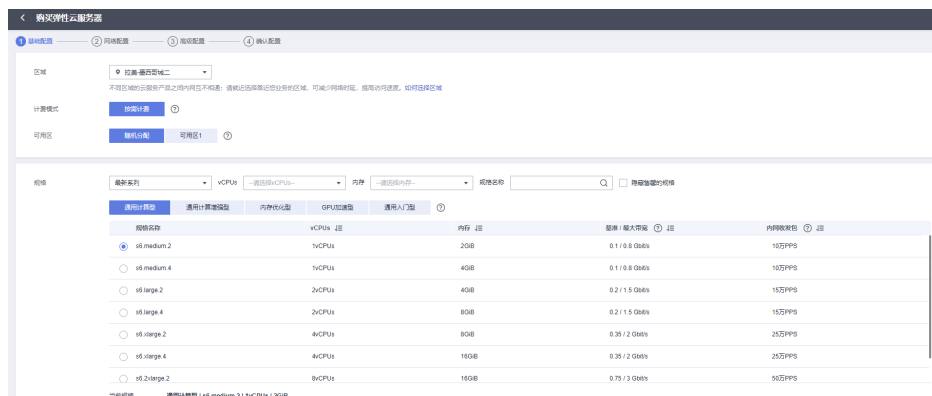 购买弹性云服务器
1 基础配置 2 网络配置 3 高级配置 4 确认配置
区域 拉美-墨西哥城二
不同区域的云服务产品之间内网互不相通；请就近选择靠近您业务的区域，可减少网络时延，提高访问速度。如何选择区域
计费模式 按需计费
可用区 随机分配 可用区1
规格 最新系列 vCPUs --请选择vCPUs-- 内存 --请选择内存-- 规格名称 隐藏售罄的规格
通用计算型 通用计算增强型 内存优化型 GPU加速型 通用入门型
规格名称 vCPUs 内存 基准 / 最大带宽 内网收发包
s6.medium.2 1vCPUs 2GiB 0.1 / 0.8 Gbit/s 10万PPS
s6.medium.4 1vCPUs 4GiB 0.1 / 0.8 Gbit/s 10万PPS
s6.large.2 2vCPUs 4GiB 0.2 / 1.5 Gbit/s 15万PPS
s6.large.4 2vCPUs 8GiB 0.2 / 1.5 Gbit/s 15万PPS
s6.xlarge.2 4vCPUs 8GiB 0.35 / 2 Gbit/s 25万PPS
s6.xlarge.4 4vCPUs 16GiB 0.35 / 2 Gbit/s 25万PPS
s6.2xlarge.2 8vCPUs 16GiB 0.75 / 3 Gbit/s 50万PPS
当前规格 通用计算型 | s6.medium.2 | 1vCPUs | 2GiB